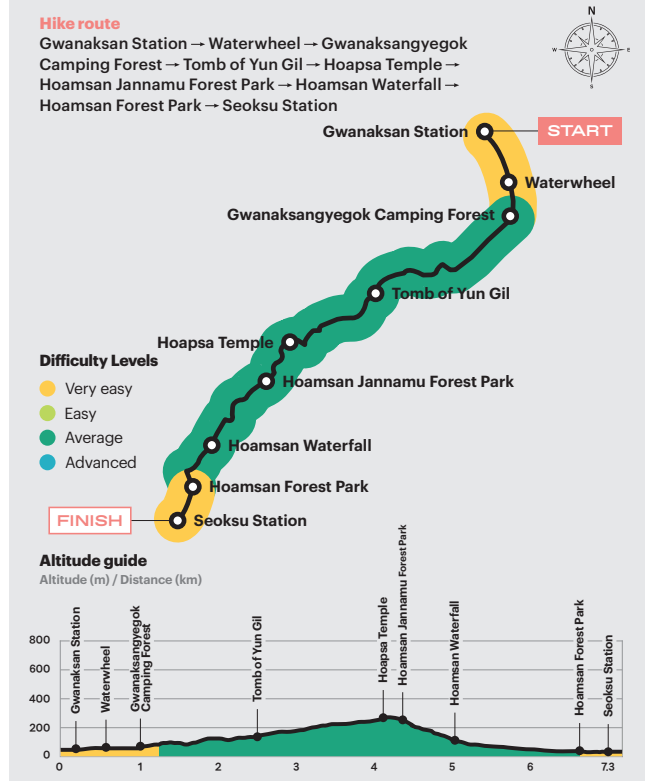 Hike route
Gwanaksan Station → Waterwheel → Gwanaksangyegok
Camping Forest → Tomb of Yun Gil → Hoapsa Temple →
Hoamsan Jannamu Forest Park → Hoamsan Waterfall →
Hoamsan Forest Park → Seoksu Station
N
W
E
S
Gwanaksan Station
START
Waterwheel
Gwanaksangyegok Camping Forest
Tomb of Yun Gil
Hoapsa Temple
Hoamsan Jannamu Forest Park
Hoamsan Waterfall
Hoamsan Forest Park
Seoksu Station
FINISH
Difficulty Levels
Very easy
Easy
Average
Advanced
Altitude guide
Altitude (m) / Distance (km)
800
600
400
200
0
Gwanaksan Station
Waterwheel
Gwanaksangyegok
Camping Forest
Tomb of Yun Gil
Hoapsa Temple
Hoamsan Jannamu Forest Park
Hoamsan Waterfall
Hoamsan Forest Park
Seoksu Station
0 1 2 3 4 5 6 7.3